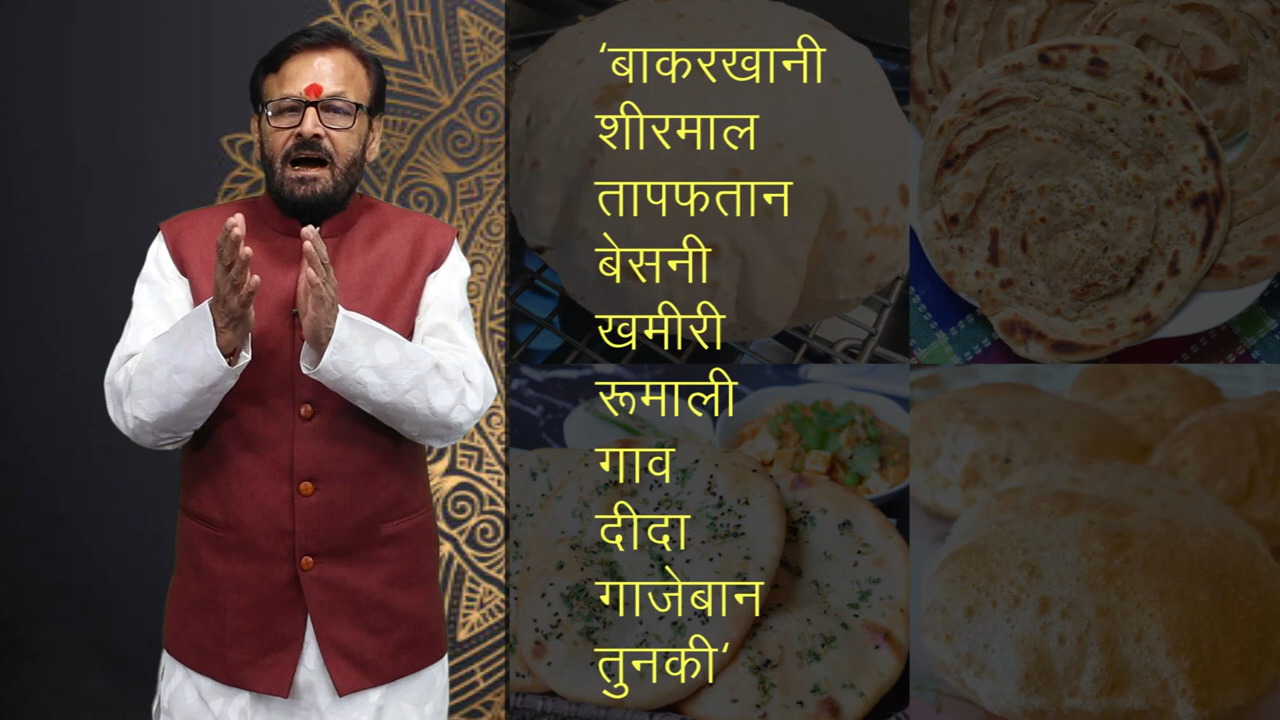 ‘बाकरखानी
शीरमाल
तापफतान
बेसनी
खमीरी
रूमाली
गाव
दीदा
गाजेबान
तुनकी’